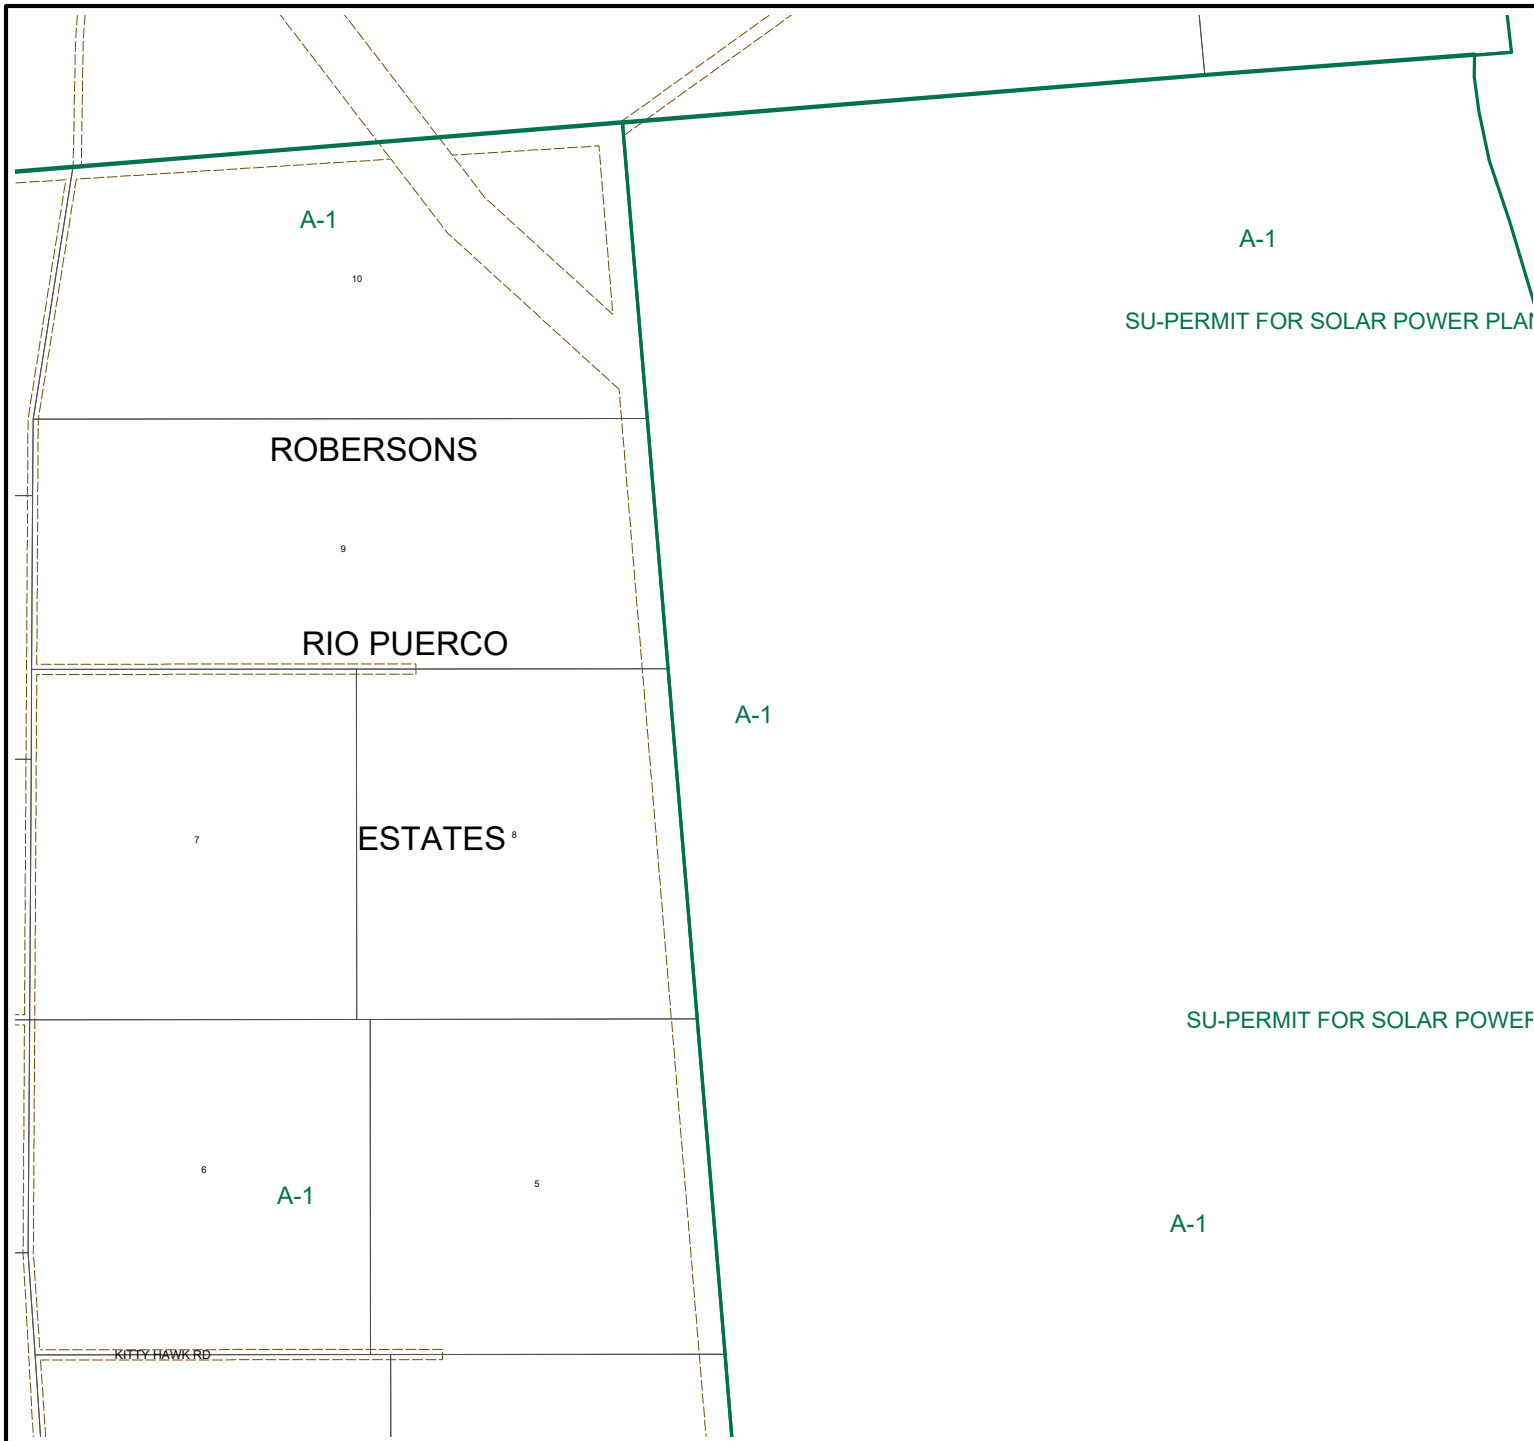 A-1
A-1
10
SU-PERMIT FOR SOLAR POWER PLAN
ROBERSONS
9
RIO PUERCO
A-1
7
ESTATES
8
SU-PERMIT FOR SOLAR POWER
6
5
A-1
A-1
KITTY HAWK RD